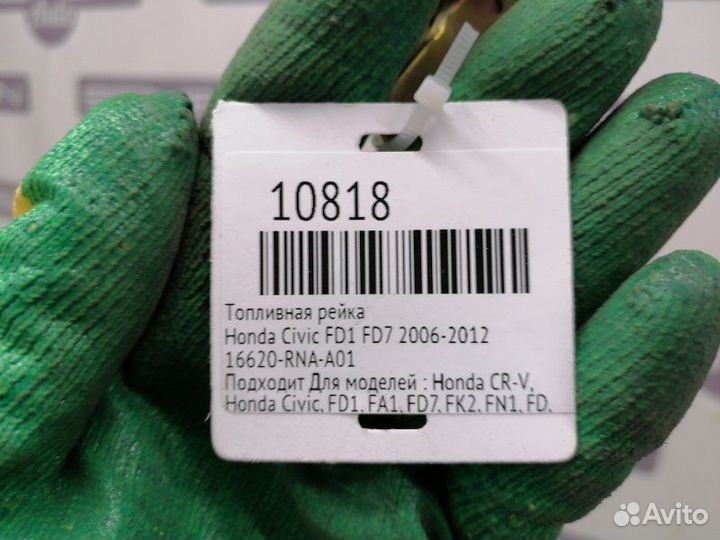 10818
Топливная рейка
Honda Civic FD1 FD7 2006-2012
16620-RNA-A01
Подходит Для моделей : Honda CR-V,
Honda Civic, FD1, FA1, FD7, FK2, FN1, FD,
Avito